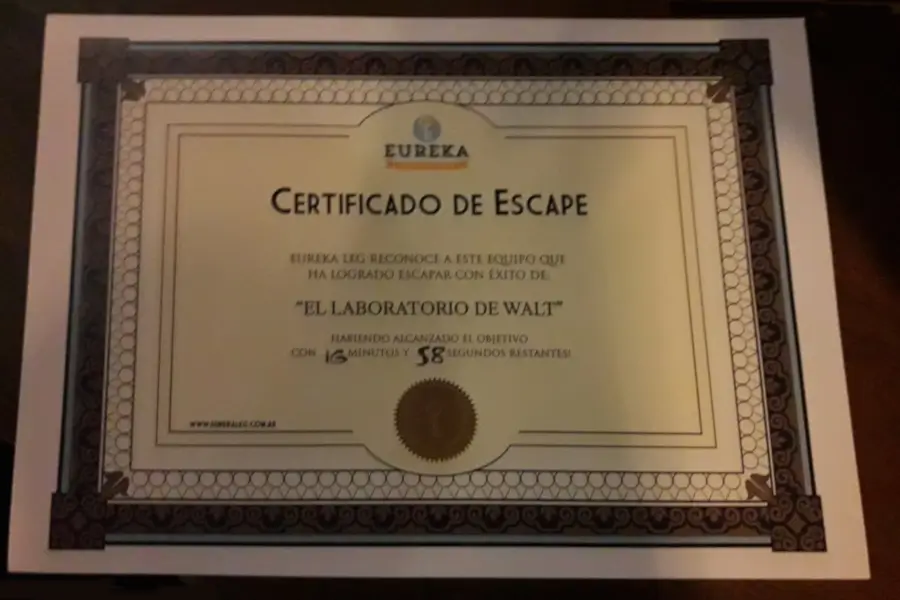 EUREKA
CERTIFICADO DE ESCAPE
EUREKA LEG RECONOCE A ESTE EQUIPO QUE
HA LOGRADO ESCAPAR CON ÉXITO DE:
"EL LABORATORIO DE WALT"
HABIENDO ALCANZADO EL OBJETIVO
CON 16 MINUTOS Y 58 SEGUNDOS RESTANTES!